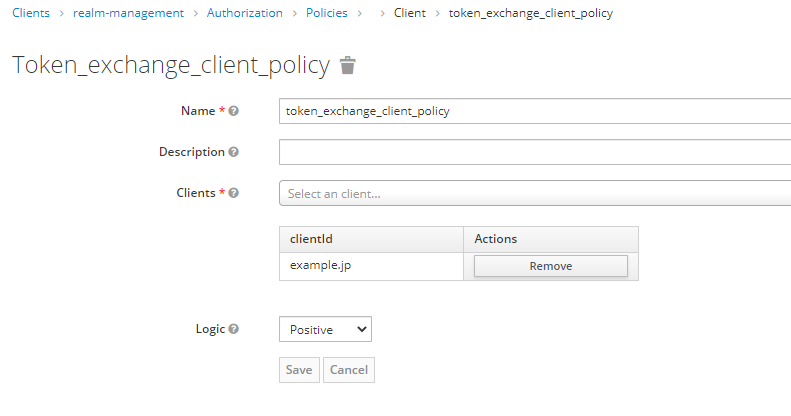 Clients > realm-management > Authorization > Policies > > Client > token_exchange_client_policy
Token_exchange_client_policy
Name * token_exchange_client_policy
Description
Clients * Select an client...
clientId Actions
example.jp Remove
Logic Positive
Save Cancel